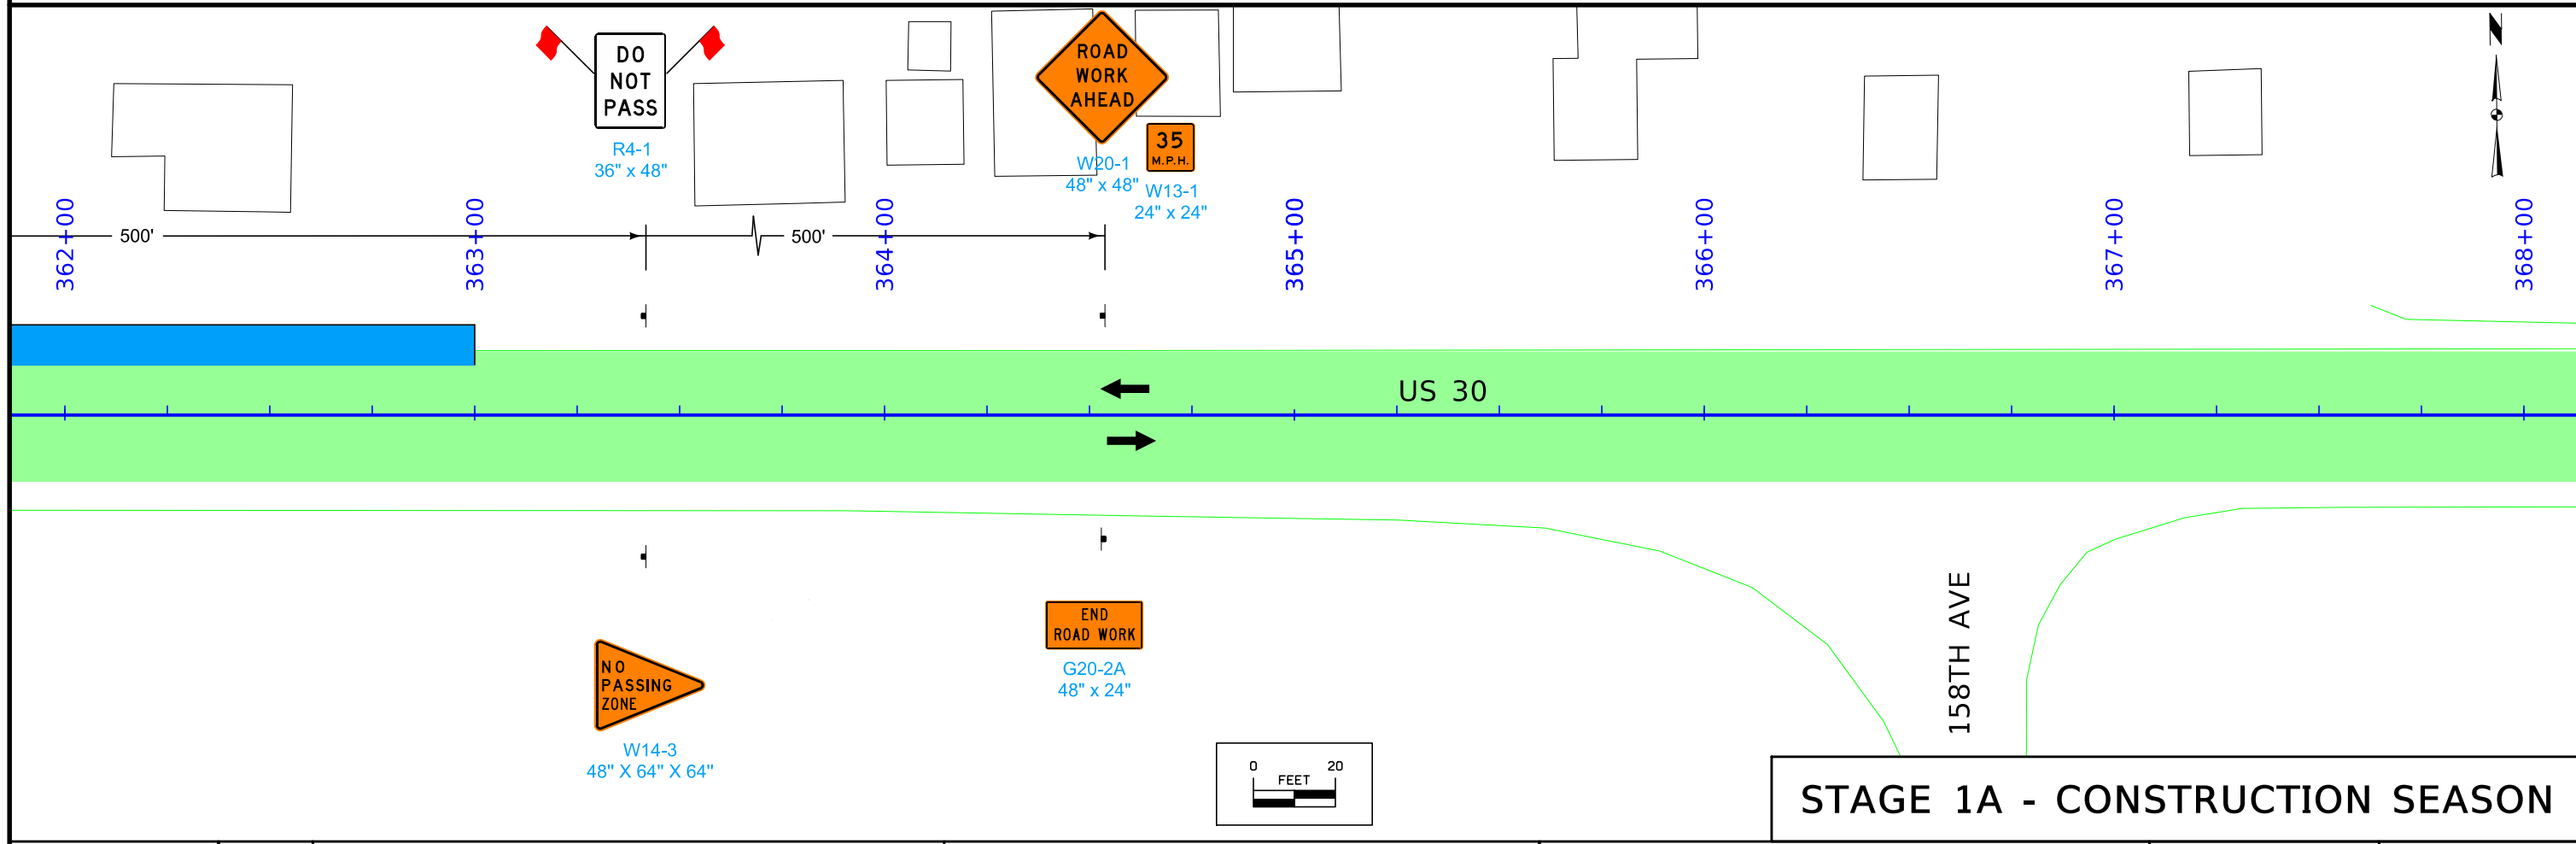 DO
NOT
PASS
R4-1
36" x 48"
ROAD
WORK
AHEAD
W20-1
48" x 48"
35
M.P.H.
W13-1
24" x 24"
N
500'
500'
362+00
363+00
364+00
365+00
366+00
367+00
368+00
US 30
NO
PASSING
ZONE
W14-3
48" X 64" X 64"
END
ROAD WORK
G20-2A
48" x 24"
158TH AVE
0 20
FEET
STAGE 1A - CONSTRUCTION SEASON